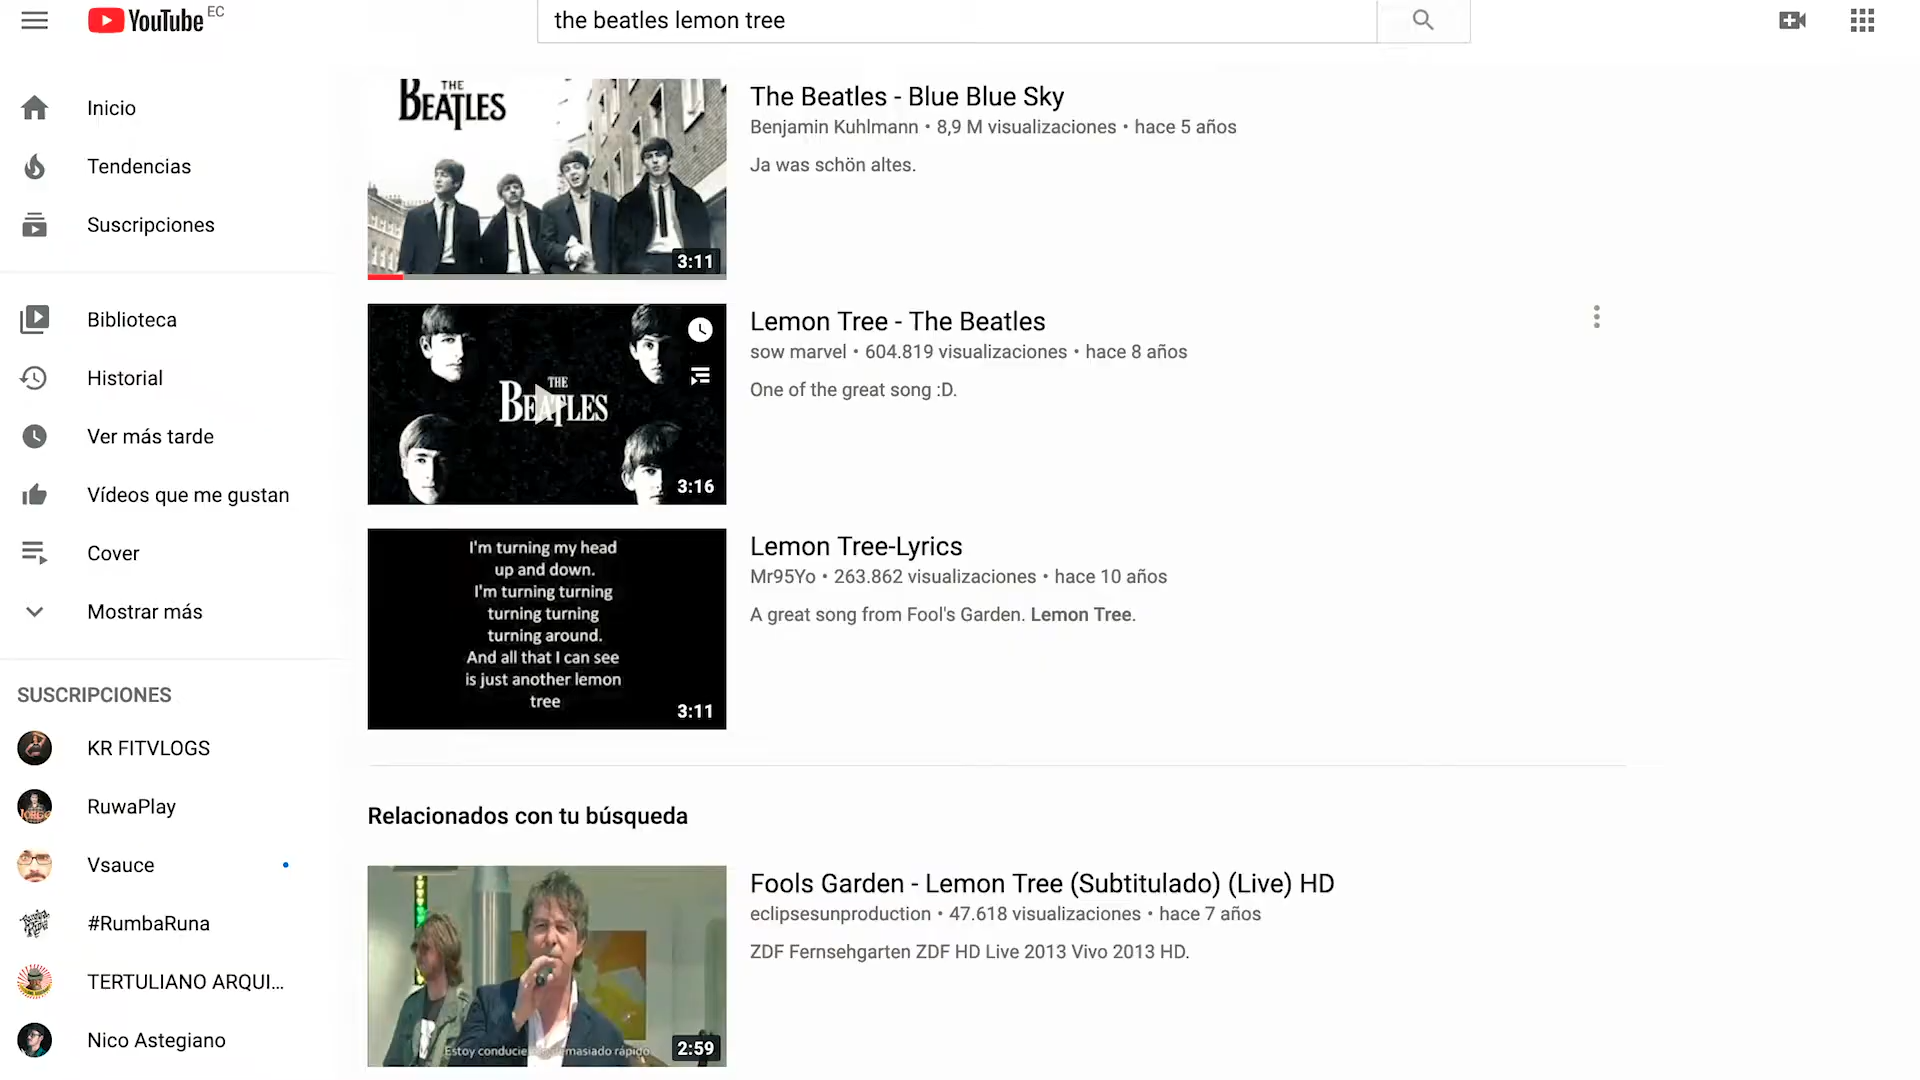 YouTube EC
the beatles lemon tree
Inicio
Tendencias
Suscripciones
Biblioteca
Historial
Ver más tarde
Vídeos que me gustan
Cover
Mostrar más
SUSCRIPCIONES
KR FITVLOGS
RuwaPlay
Vsauce
#RumbaRuna
TERTULIANO ARQUI...
Nico Astegiano
THE
BEATLES
3:11
The Beatles - Blue Blue Sky
Benjamin Kuhlmann • 8,9 M visualizaciones • hace 5 años
Ja was schön altes.
THE
BEATLES
3:16
Lemon Tree - The Beatles
sow marvel • 604.819 visualizaciones • hace 8 años
One of the great song :D.
I'm turning my head
up and down.
I'm turning turning
turning turning
turning around.
And all that I can see
is just another lemon
tree
3:11
Lemon Tree-Lyrics
Mr95Yo • 263.862 visualizaciones • hace 10 años
A great song from Fool's Garden. Lemon Tree.
Relacionados con tu búsqueda
Estoy conduciendo demasiado rápido
2:59
Fools Garden - Lemon Tree (Subtitulado) (Live) HD
eclipsesunproduction • 47.618 visualizaciones • hace 7 años
ZDF Fernsehgarten ZDF HD Live 2013 Vivo 2013 HD.